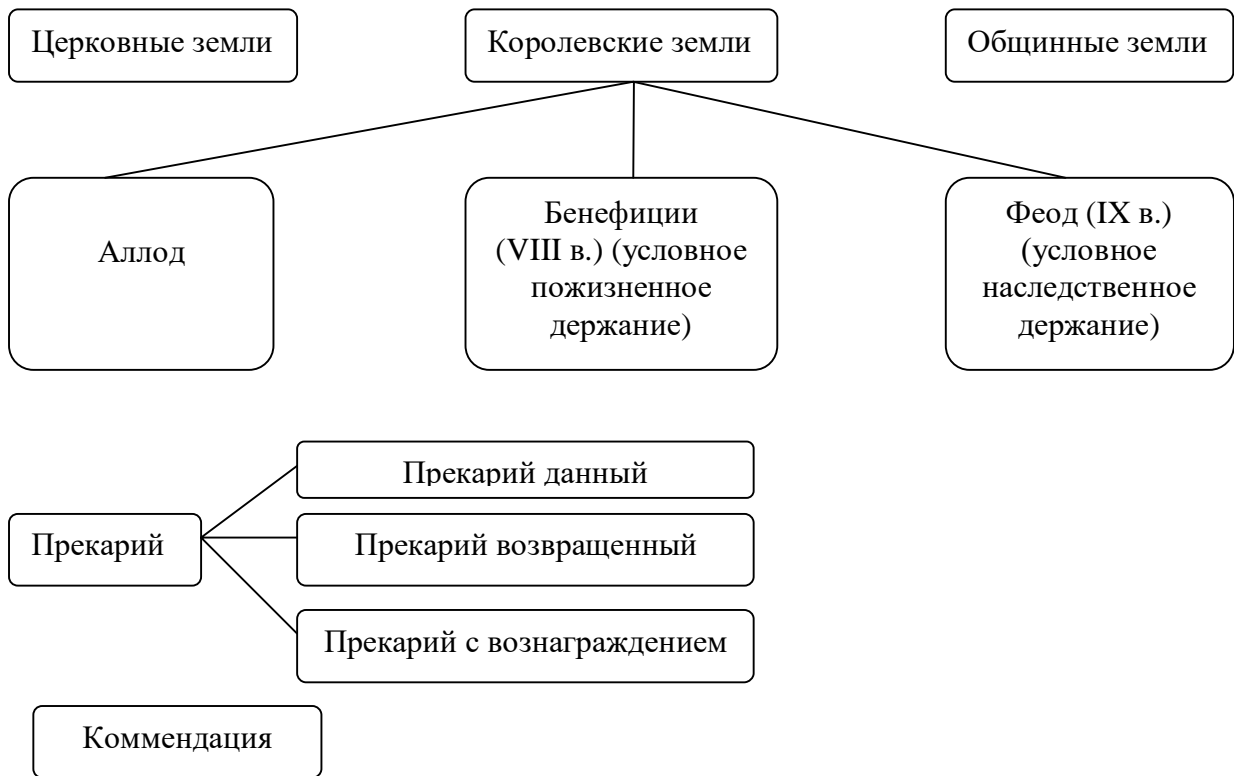 Церковные земли
Королевские земли
Общинные земли
Аллод
Бенефиции
(VIII в.) (условное
пожизненное
держание)
Феод (IX в.)
(условное
наследственное
держание)
Прекарий
Прекарий данный
Прекарий возвращенный
Прекарий с вознаграждением
Коммендация